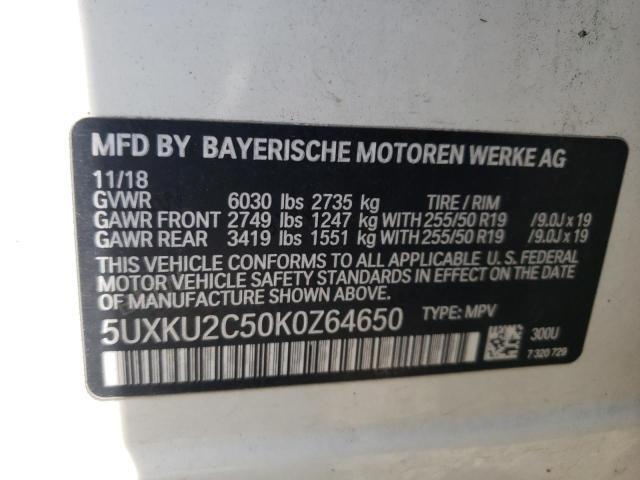 MFD BY BAYERISCHE MOTOREN WERKE AG
11/18
GVWR 6030 lbs 2735 kg TIRE / RIM
GAWR FRONT 2749 lbs 1247 kg WITH 255/50 R19 /9.0J x 19
GAWR REAR 3419 lbs 1551 kg WITH 255/50 R19 /9.0J x 19
THIS VEHICLE CONFORMS TO ALL APPLICABLE U. S. FEDERAL
MOTOR VEHICLE SAFETY STANDARDS IN EFFECT ON THE DATE
OF MANUFACTURE SHOWN ABOVE.
5UXKU2C50K0Z64650 TYPE: MPV
300U
7 320 729